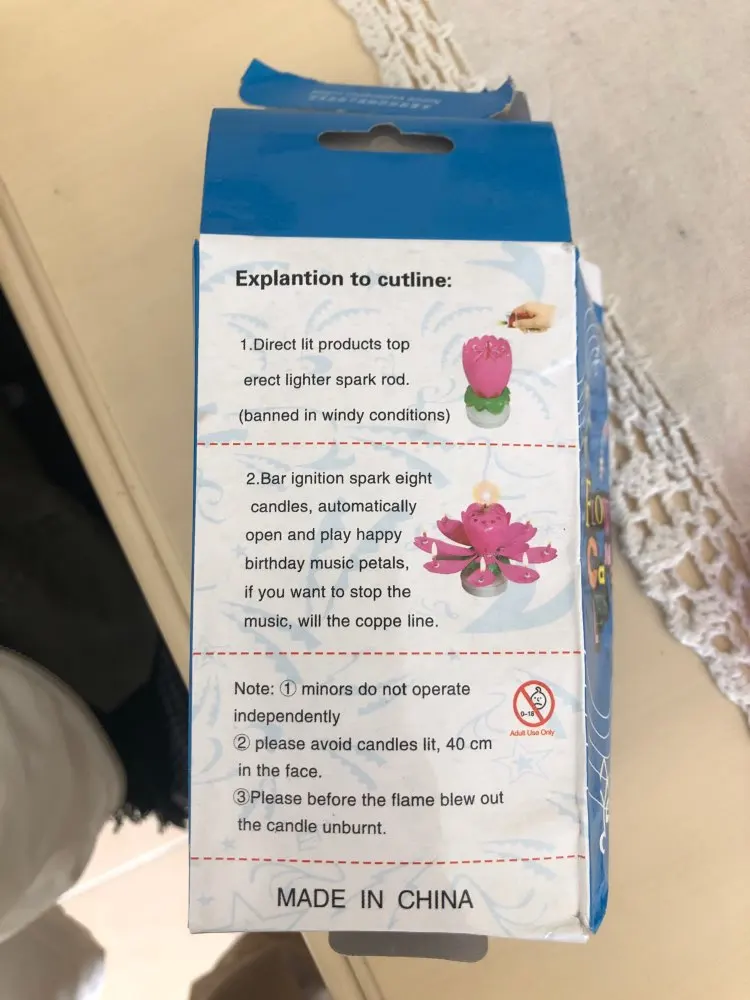 Explantion to cutline:
1.Direct lit products top
erect lighter spark rod.
(banned in windy conditions)
2.Bar ignition spark eight
candles, automatically
open and play happy
birthday music petals,
if you want to stop the
music, will the coppe line.
Note: ① minors do not operate
independently
② please avoid candles lit, 40 cm
in the face.
③Please before the flame blew out
the candle unburnt.
0-18
Adult Use Only
MADE IN CHINA